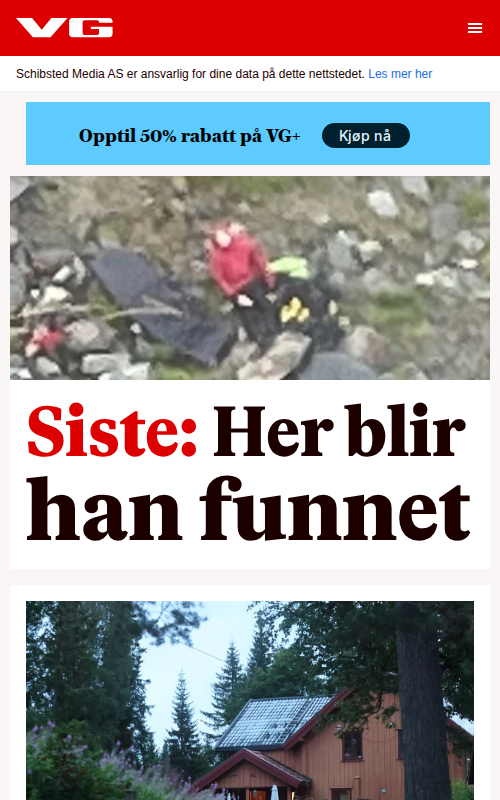 VG
Schibsted Media AS er ansvarlig for dine data på dette nettstedet. Les mer her
Opptil 50% rabatt på VG+
Kjøp nå
Siste: Her blir
han funnet